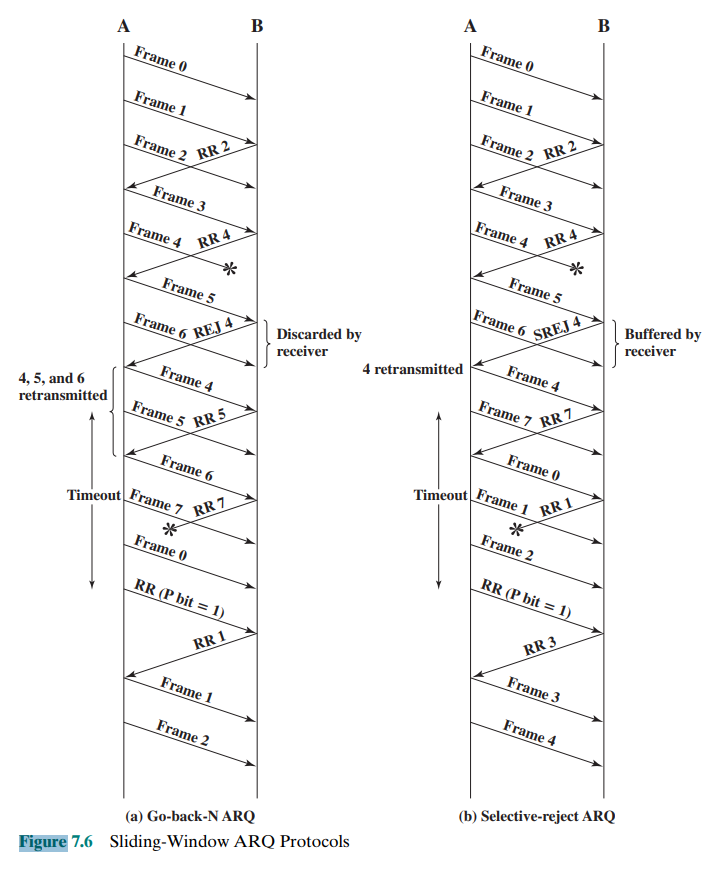 A B
Frame 0
Frame 1
Frame 2 RR 2
Frame 3
Frame 4 RR 4
*
Frame 5
Frame 6 REJ 4
Discarded by
receiver
4, 5, and 6
retransmitted
Frame 4
Frame 5 RR 5
Frame 6
Timeout
Frame 7 RR 7
*
Frame 0
RR (P bit = 1)
RR 1
Frame 1
Frame 2
(a) Go-back-N ARQ
A B
Frame 0
Frame 1
Frame 2 RR 2
Frame 3
Frame 4 RR 4
*
Frame 5
Frame 6 SREJ 4
Buffered by
receiver
4 retransmitted
Frame 4
Frame 7 RR 7
Frame 0
Timeout
Frame 1 RR 1
*
Frame 2
RR (P bit = 1)
RR 3
Frame 3
Frame 4
(b) Selective-reject ARQ
Figure 7.6 Sliding-Window ARQ Protocols